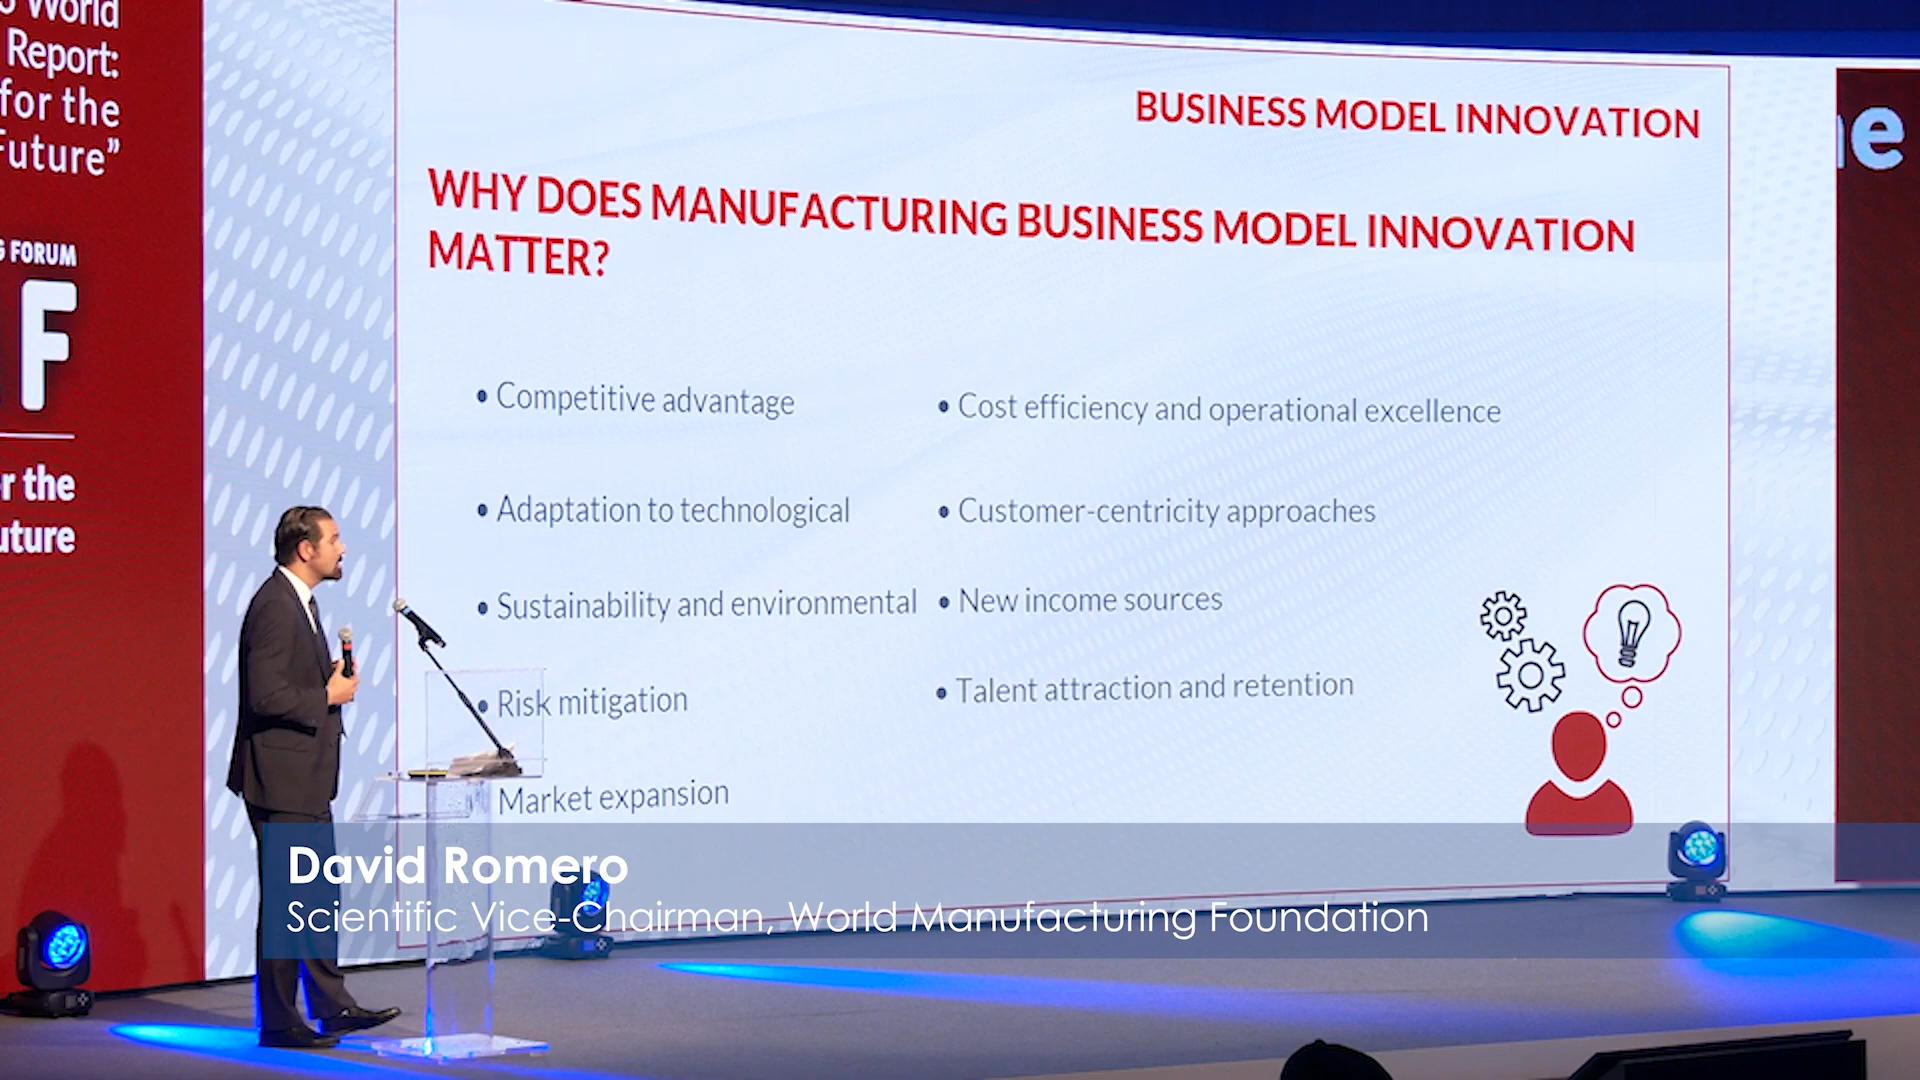 World
Report:
for the
Future”
FORUM
F
the
BUSINESS MODEL INNOVATION
WHY DOES MANUFACTURING BUSINESS MODEL INNOVATION
MATTER?
• Competitive advantage
• Adaptation to technological
• Sustainability and environmental
• Risk mitigation
Market expansion
• Cost efficiency and operational excellence
• Customer-centricity approaches
• New income sources
• Talent attraction and retention
David Romero
Scientific Vice-Chairman, World Manufacturing Foundation